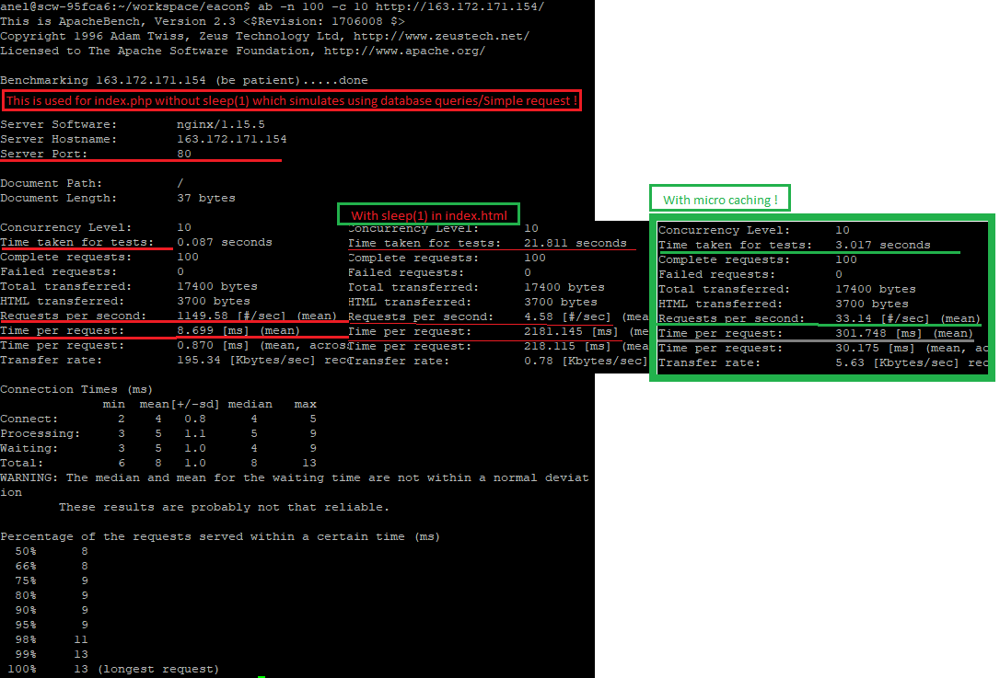 anel@scw-95fca6:~/workspace/eacon$ ab -n 100 -c 10 http://163.172.171.154/
This is ApacheBench, Version 2.3 <$Revision: 1706008 $>
Copyright 1996 Adam Twiss, Zeus Technology Ltd, http://www.zeustech.net/
Licensed to The Apache Software Foundation, http://www.apache.org/
Benchmarking 163.172.171.154 (be patient).....done
This is used for index.php without sleep(1) which simulates using database queries/Simple request !
Server Software: nginx/1.15.5
Server Hostname: 163.172.171.154
Server Port: 80
Document Path: /
Document Length: 37 bytes
Concurrency Level: 10
Time taken for tests: 0.087 seconds
Complete requests: 100
Failed requests: 0
Total transferred: 17400 bytes
HTML transferred: 3700 bytes
Requests per second: 1149.58 [#/sec] (mean)
Time per request: 8.699 [ms] (mean)
Time per request: 0.870 [ms] (mean, acros
Transfer rate: 195.34 [Kbytes/sec] rec
With sleep(1) in index.html
Concurrency Level: 10
Time taken for tests: 21.811 seconds
Complete requests: 100
Failed requests: 0
Total transferred: 17400 bytes
HTML transferred: 3700 bytes
Requests per second: 4.58 [#/sec] (mea
Time per request: 2181.145 [ms] (me
Time per request: 218.115 [ms] (mea
Transfer rate: 0.78 [Kbytes/sec]
With micro caching !
Concurrency Level: 10
Time taken for tests: 3.017 seconds
Complete requests: 100
Failed requests: 0
Total transferred: 17400 bytes
HTML transferred: 3700 bytes
Requests per second: 33.14 [#/sec] (mean)
Time per request: 301.748 [ms] (mean)
Time per request: 30.175 [ms] (mean, ac
Transfer rate: 5.63 [Kbytes/sec] rec
Connection Times (ms)
min mean[+/-sd] median max
Connect: 2 4 0.8 4 5
Processing: 3 5 1.1 5 9
Waiting: 3 5 1.0 4 9
Total: 6 8 1.0 8 13
WARNING: The median and mean for the waiting time are not within a normal deviat
ion
These results are probably not that reliable.
Percentage of the requests served within a certain time (ms)
50% 8
66% 8
75% 9
80% 9
90% 9
95% 9
98% 11
99% 13
100% 13 (longest request)